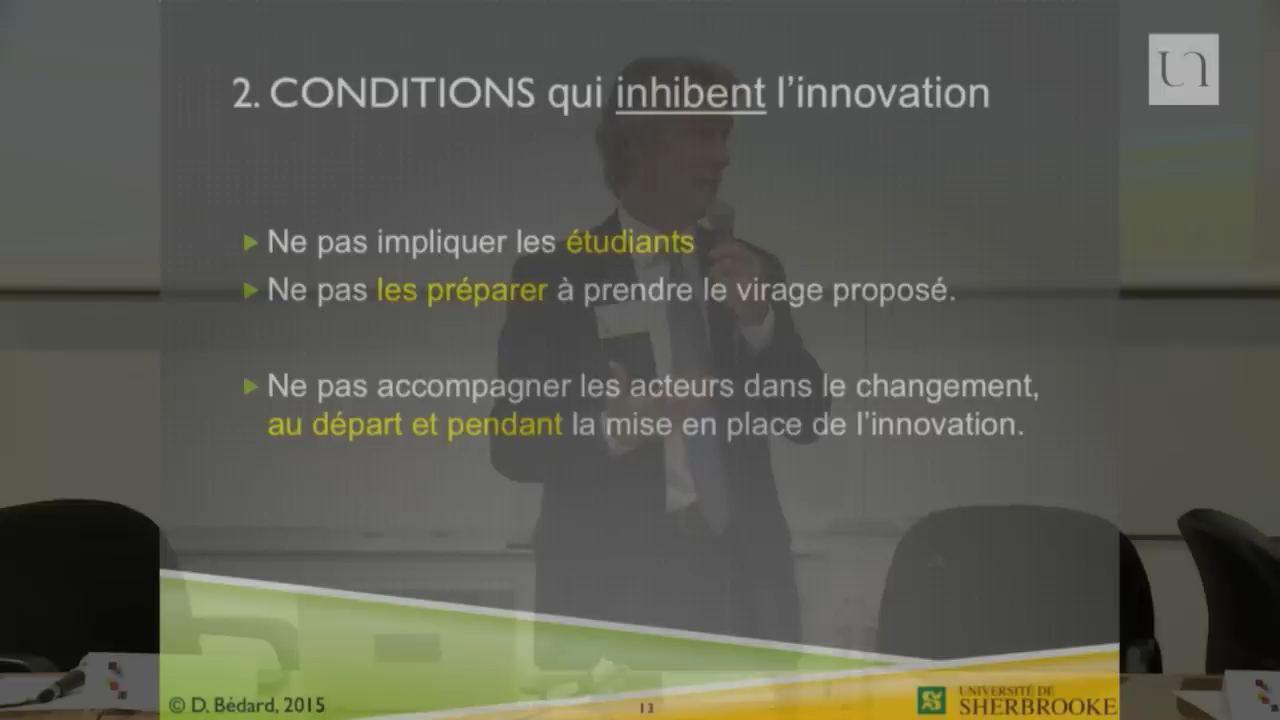 2. CONDITIONS qui inhibent l'innovation
Ne pas impliquer les étudiants
Ne pas les préparer à prendre le virage proposé.
Ne pas accompagner les acteurs dans le changement,
au départ et pendant la mise en place de l'innovation.
© D. Bédard, 2015
13
UNIVERSITÉ DE
SHERBROOKE